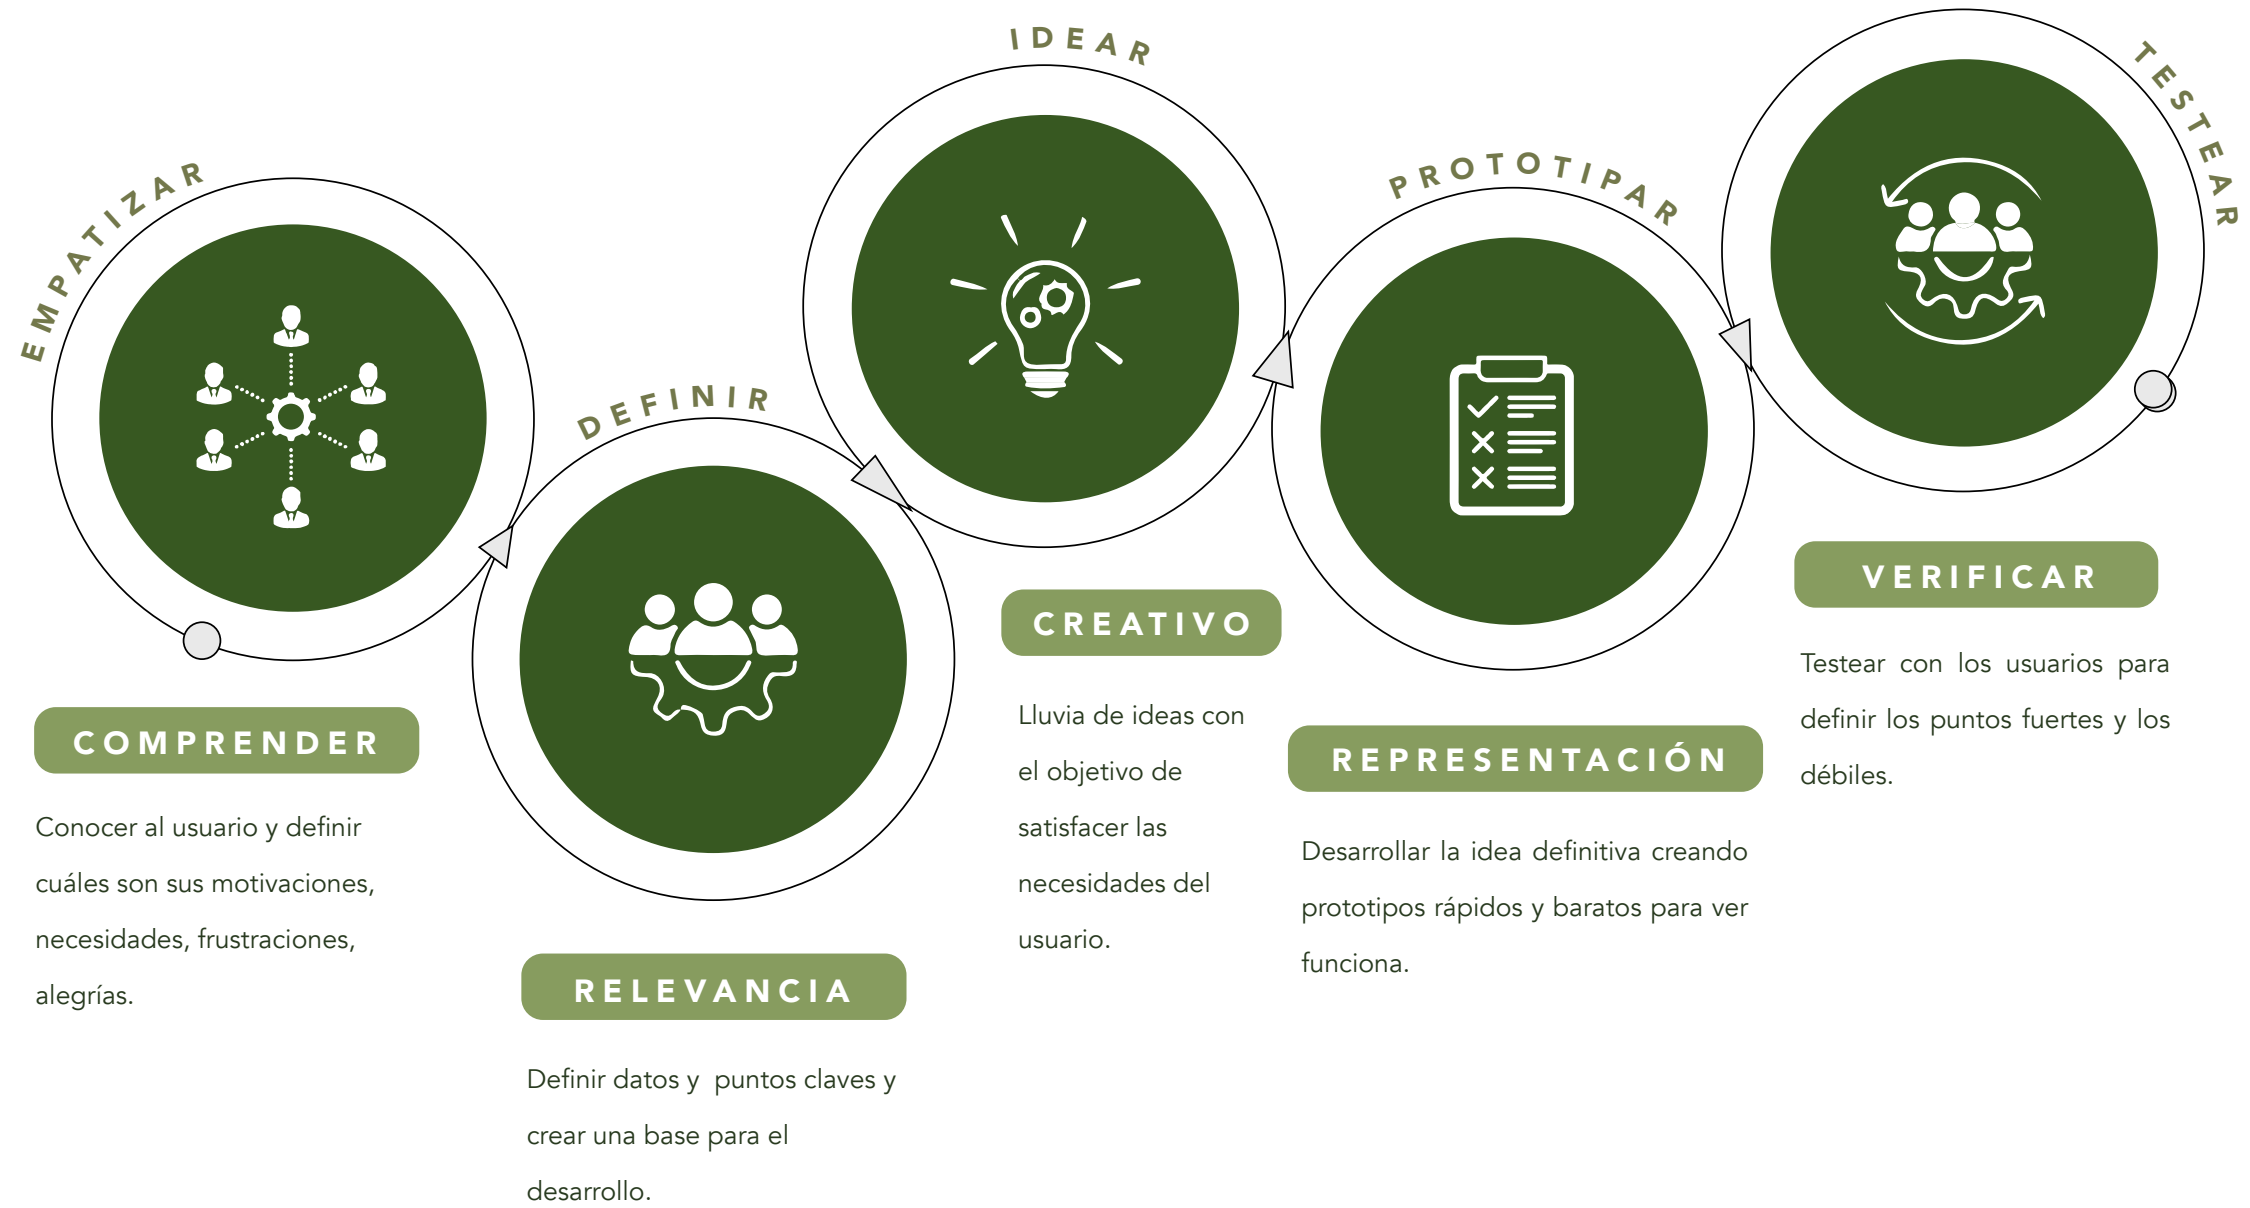 EMPATIZAR
COMPRENDER
Conocer al usuario y definir
cuáles son sus motivaciones,
necesidades, frustraciones,
alegrías.
DEFINIR
RELEVANCIA
Definir datos y  puntos claves y
crear una base para el
desarrollo.
IDEAR
CREATIVO
Lluvia de ideas con
el objetivo de
satisfacer las
necesidades del
usuario.
PROTOTIPAR
REPRESENTACIÓN
Desarrollar la idea definitiva creando
prototipos rápidos y baratos para ver
funciona.
TESTEAR
VERIFICAR
Testear con los usuarios para
definir los puntos fuertes y los
débiles.